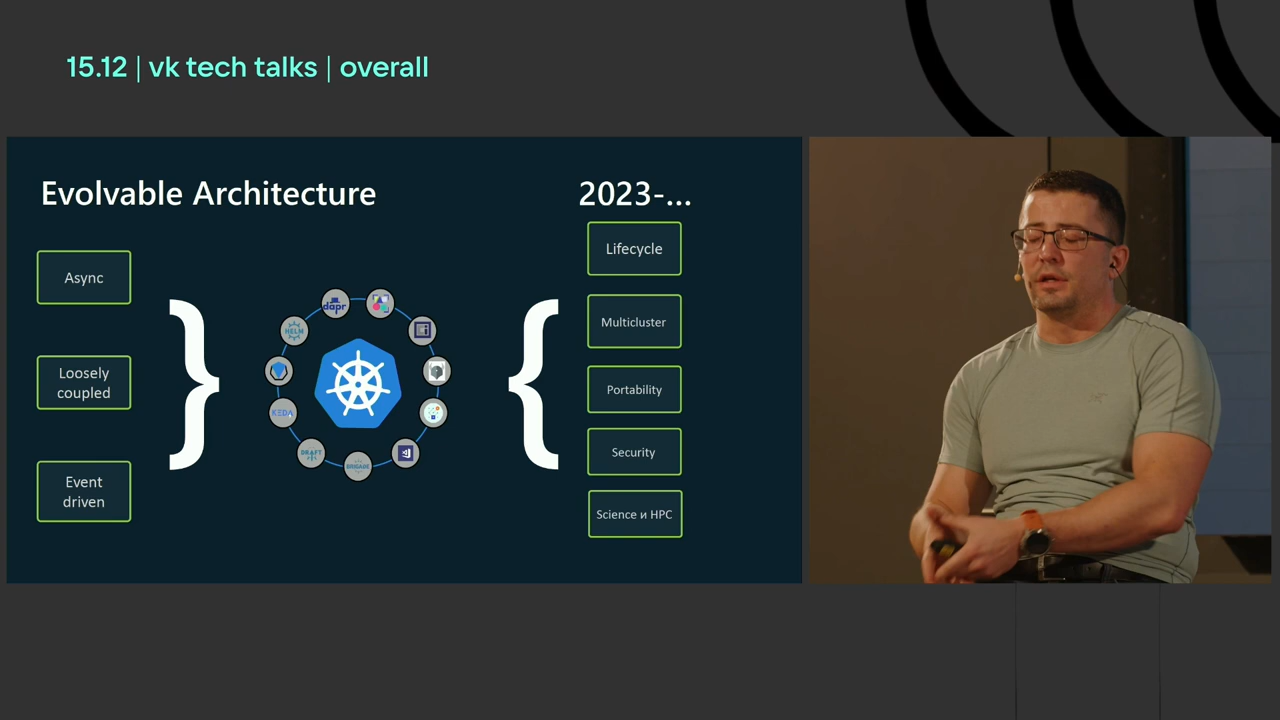 15.12 | vk tech talks | overall
Evolvable Architecture
2023-...
Async
Loosely
coupled
Event
driven
dapr
HELM
KEDA
DRAFT
BRIGADE
Lifecycle
Multicluster
Portability
Security
Science и HPC